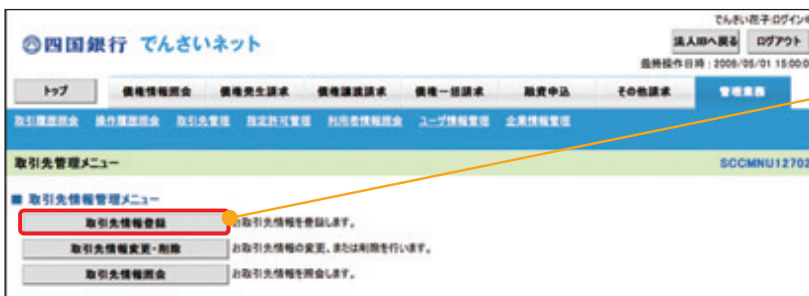 でんさい花子:ログイン中
四国銀行 でんさいネット
法人IBへ戻る ログアウト
最終操作日時：2009/05/01 15:00:0
トップ 債権情報照会 債権発生請求 債権譲渡請求 債権一括請求 融資申込 その他請求 管理業務
取引履歴照会 操作履歴照会 取引先管理 指定許可管理 利用者情報照会 ユーザ情報管理 企業情報管理
取引先管理メニュー SCCMNU12702
■ 取引先情報管理メニュー
取引先情報登録 お取引先情報を登録します。
取引先情報変更・削除 お取引先情報の変更、または削除を行います。
取引先情報照会 お取引先情報を照会します。